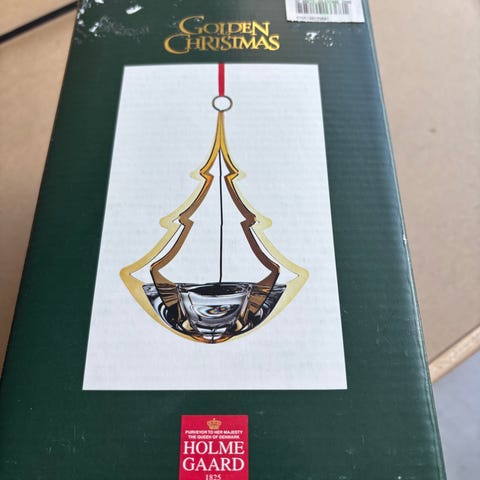 GOLDEN
CHRISTMAS
PURVEYOR TO HER MAJESTY
THE QUEEN OF DENMARK
HOLME
GAARD
1825